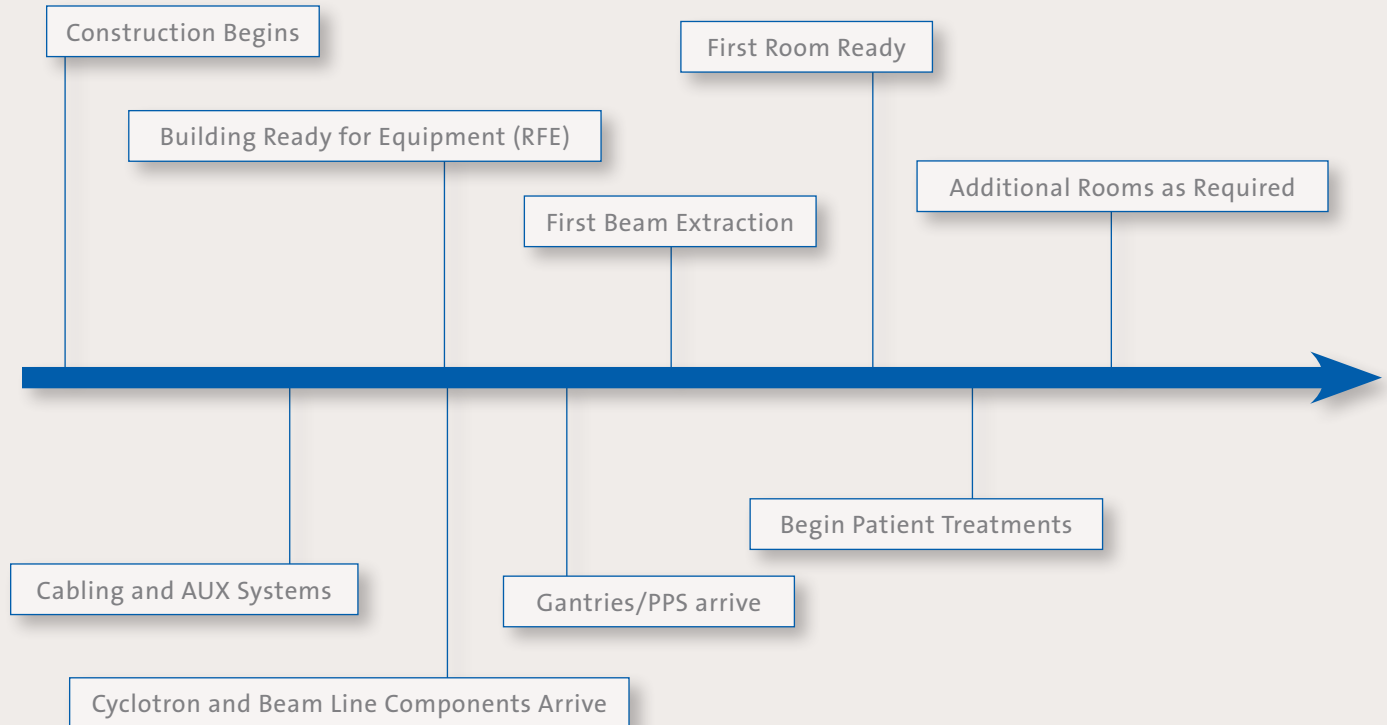 Construction Begins
First Room Ready
Building Ready for Equipment (RFE)
Additional Rooms as Required
First Beam Extraction
Begin Patient Treatments
Cabling and AUX Systems
Gantries/PPS arrive
Cyclotron and Beam Line Components Arrive